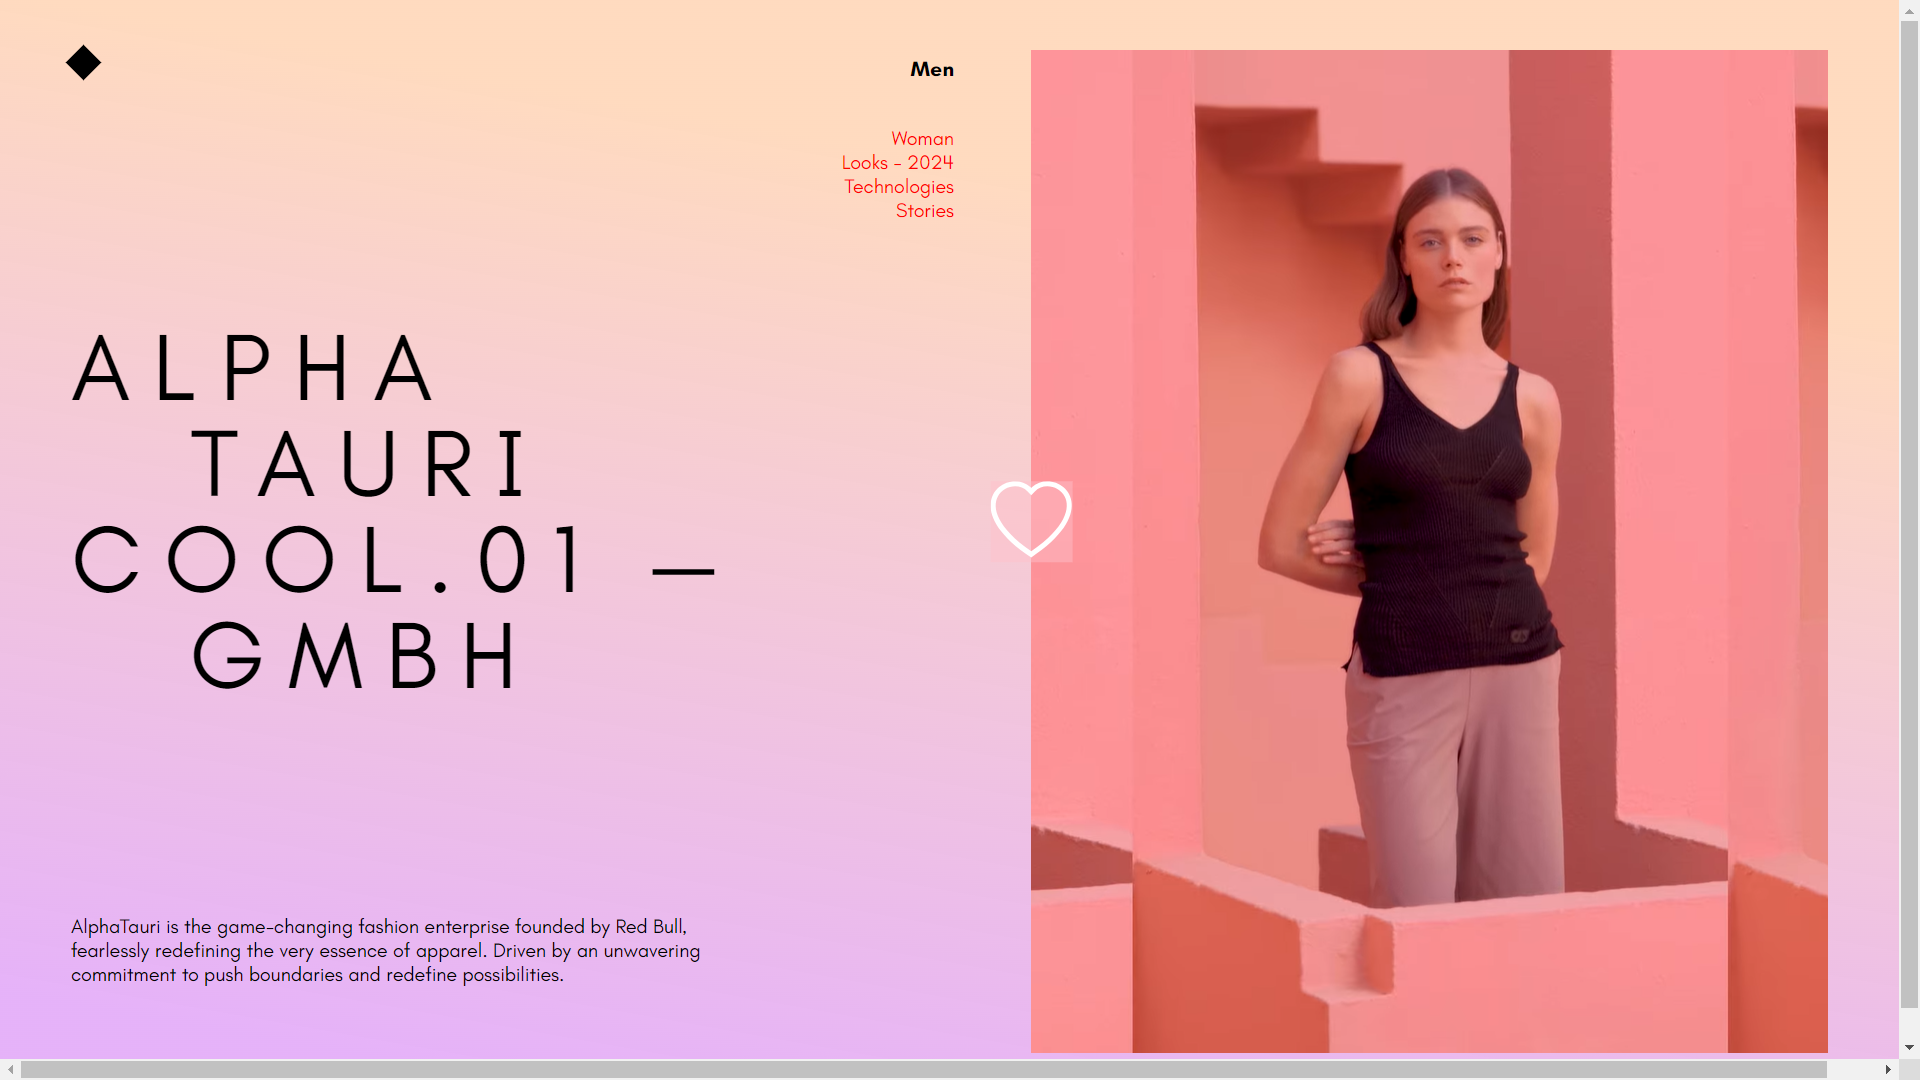 Men
Woman
Looks - 2024
Technologies
Stories
ALPHA
TAURI
COOL.01 —
GMBH
AlphaTauri is the game-changing fashion enterprise founded by Red Bull,
fearlessly redefining the very essence of apparel. Driven by an unwavering
commitment to push boundaries and redefine possibilities.